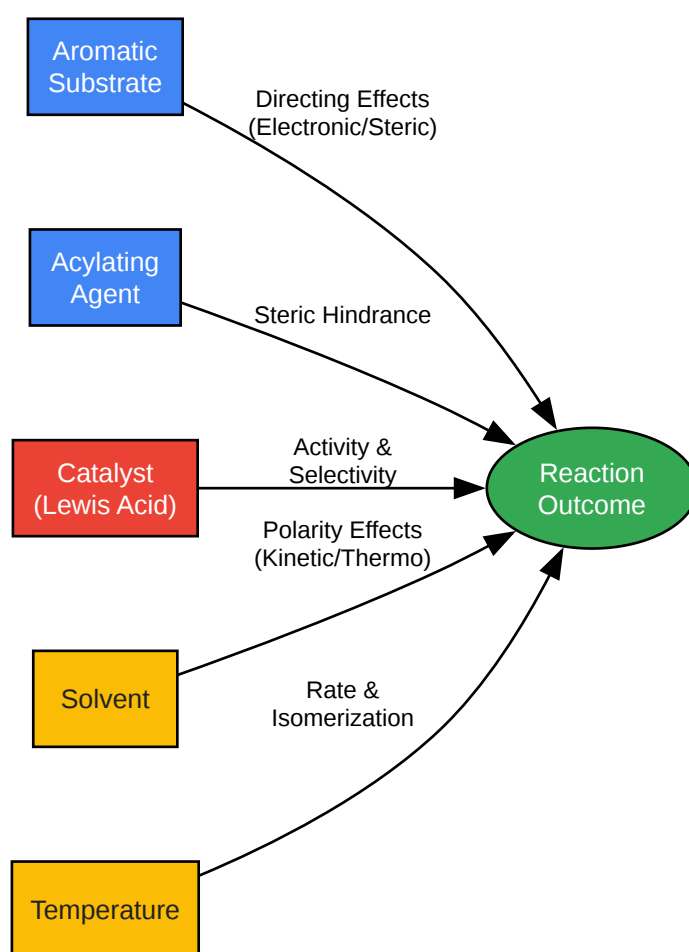 Aromatic
Substrate
Directing Effects
(Electronic/Steric)
Acylating
Agent
Steric Hindrance
Catalyst
(Lewis Acid)
Activity &
Selectivity
Reaction
Outcome
Polarity Effects
(Kinetic/Thermo)
Solvent
Rate &
Isomerization
Temperature